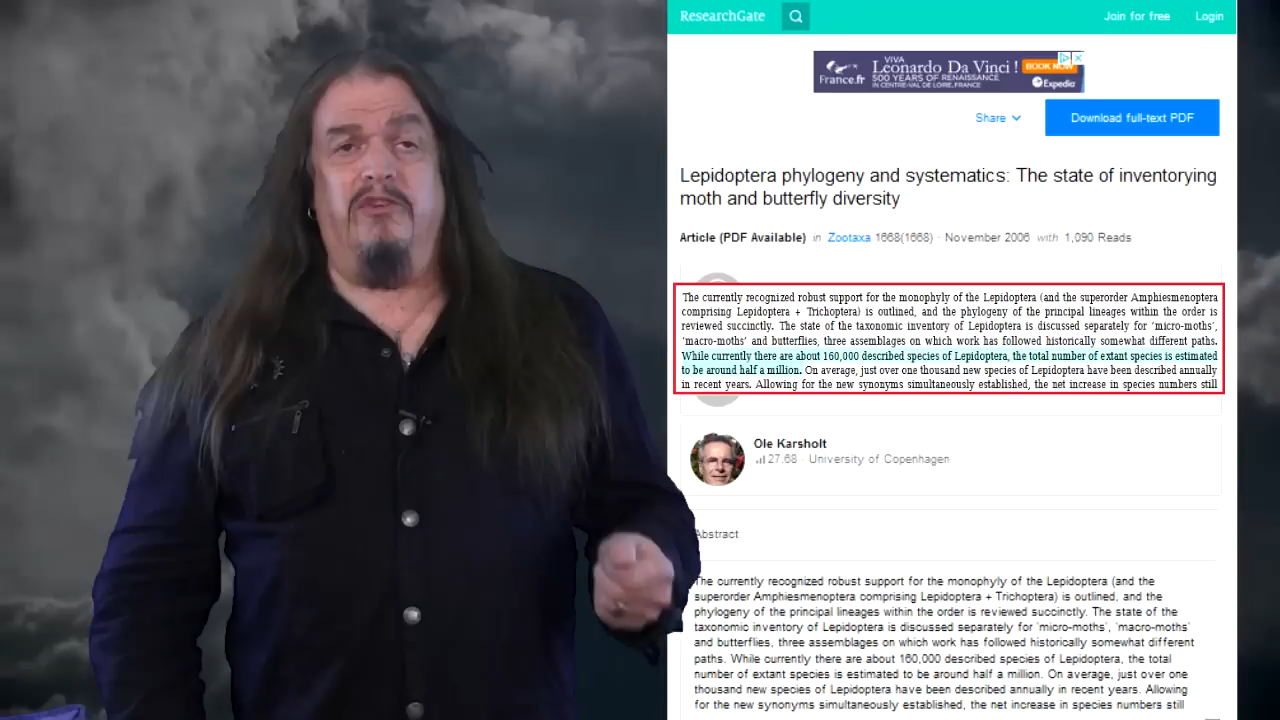 ResearchGate
Join for free Login
VIVA
Leonardo Da Vinci !
500 YEARS OF RENAISSANCE
IN CENTRE-VAL DE LOIRE, FRANCE
France.fr
BOOK NOW
Expedia
Share
Download full-text PDF
Lepidoptera phylogeny and systematics: The state of inventorying
moth and butterfly diversity
Article (PDF Available) in Zootaxa 1668(1668) · November 2006 with 1,090 Reads
The currently recognized robust support for the monophyly of the Lepidoptera (and the superorder Amphiesmenoptera
comprising Lepidoptera + Trichoptera) is outlined, and the phylogeny of the principal lineages within the order is
reviewed succinctly. The state of the taxonomic inventory of Lepidoptera is discussed separately for 'micro-moths',
'macro-moths' and butterflies, three assemblages on which work has followed historically somewhat different paths.
While currently there are about 160,000 described species of Lepidoptera, the total number of extant species is estimated
to be around half a million. On average, just over one thousand new species of Lepidoptera have been described annually
in recent years. Allowing for the new synonyms simultaneously established, the net increase in species numbers still
Ole Karsholt
27.68 · University of Copenhagen
Abstract
The currently recognized robust support for the monophyly of the Lepidoptera (and the
superorder Amphiesmenoptera comprising Lepidoptera + Trichoptera) is outlined, and the
phylogeny of the principal lineages within the order is reviewed succinctly. The state of the
taxonomic inventory of Lepidoptera is discussed separately for 'micro-moths', 'macro-moths'
and butterflies, three assemblages on which work has followed historically somewhat different
paths. While currently there are about 160,000 described species of Lepidoptera, the total
number of extant species is estimated to be around half a million. On average, just over one
thousand new species of Lepidoptera have been described annually in recent years. Allowing
for the new synonyms simultaneously established, the net increase in species numbers still